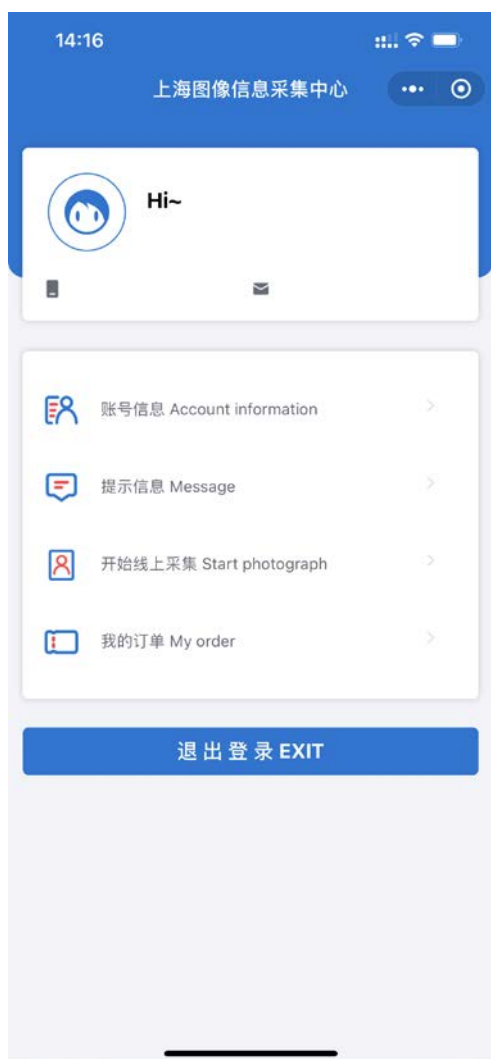 14:16
上海图像信息采集中心
Hi~
账号信息 Account information
提示信息 Message
开始线上采集 Start photograph
我的订单 My order
退出登录 EXIT